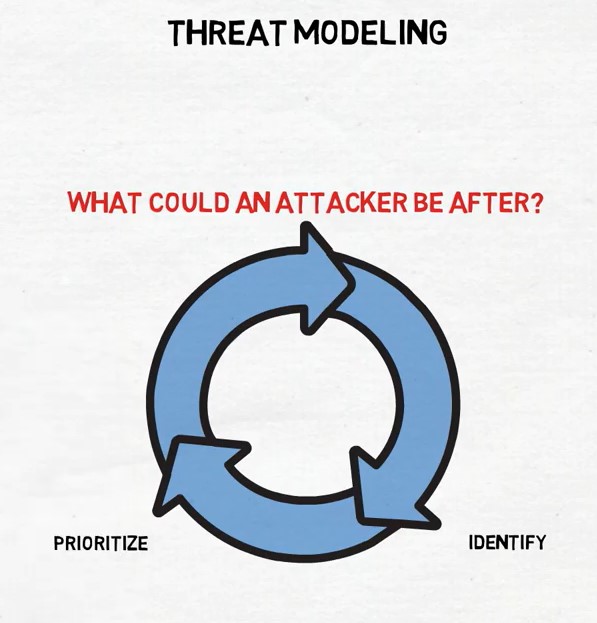 THREAT MODELING
WHAT COULD AN ATTACKER BE AFTER?
PRIORITIZE
IDENTIFY